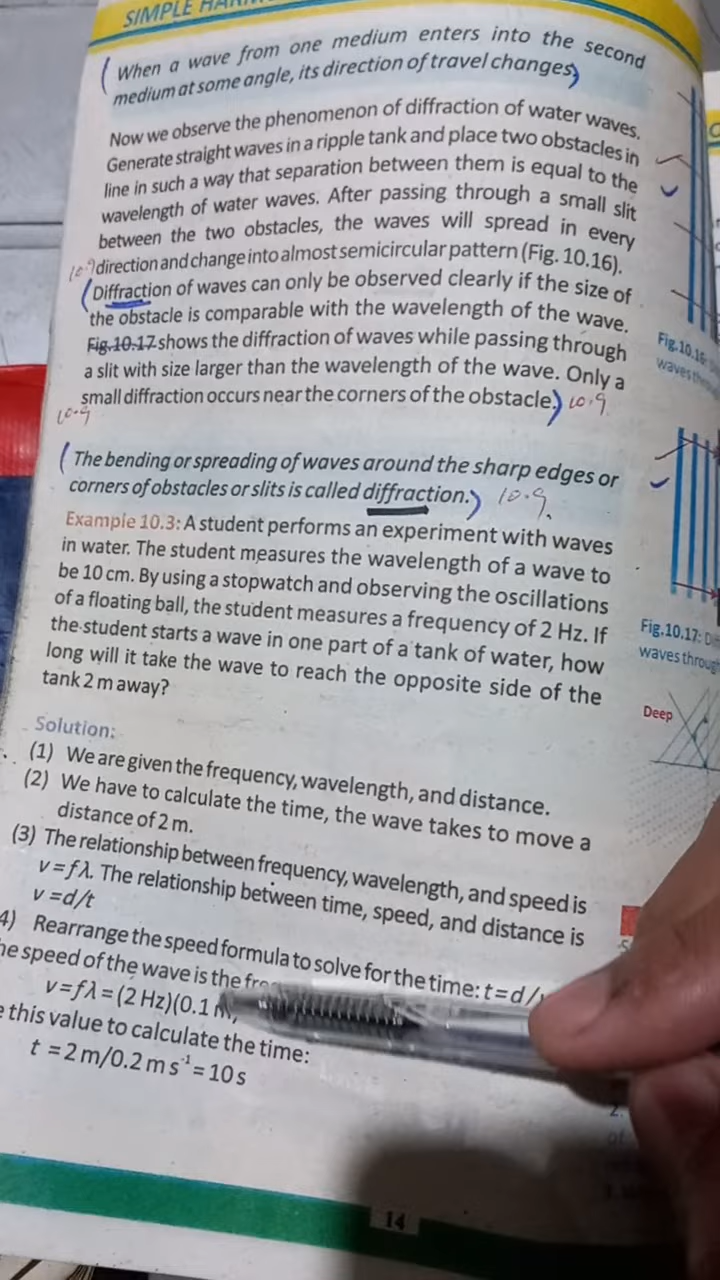 SIMPLE HARM
When a wave from one medium enters into the second
medium at some angle, its direction of travel changes.
Now we observe the phenomenon of diffraction of water waves.
Generate straight waves in a ripple tank and place two obstacles in
line in such a way that separation between them is equal to the
wavelength of water waves. After passing through a small slit
between the two obstacles, the waves will spread in every
10.9 direction and change into almost semicircular pattern (Fig. 10.16).
(Diffraction of waves can only be observed clearly if the size of
the obstacle is comparable with the wavelength of the wave.
Fig.10.17 shows the diffraction of waves while passing through
a slit with size larger than the wavelength of the wave. Only a
small diffraction occurs near the corners of the obstacle.) 10.9
10.9
(The bending or spreading of waves around the sharp edges or
corners of obstacles or slits is called diffraction.) 10.9.
Example 10.3: A student performs an experiment with waves
in water. The student measures the wavelength of a wave to
be 10 cm. By using a stopwatch and observing the oscillations
of a floating ball, the student measures a frequency of 2 Hz. If
the student starts a wave in one part of a tank of water, how
long will it take the wave to reach the opposite side of the
tank 2 m away?
Solution:
(1) We are given the frequency, wavelength, and distance.
(2) We have to calculate the time, the wave takes to move a
distance of 2 m.
(3) The relationship between frequency, wavelength, and speed is
v = fλ. The relationship between time, speed, and distance is
v = d/t
4) Rearrange the speed formula to solve for the time: t = d/
he speed of the wave is the fre
v = fλ = (2 Hz)(0.1 m)
e this value to calculate the time:
t = 2 m/0.2 m s⁻¹ = 10 s
14
Fig.10.16:
waves thro
Fig.10.17: Di
waves through
Deep
2.
of